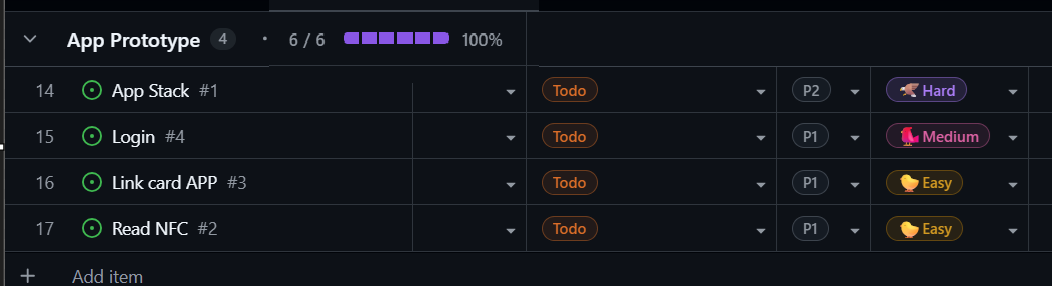 App Prototype 4 · 6 / 6 100%
14 App Stack #1 Todo P2 Hard
15 Login #4 Todo P1 Medium
16 Link card APP #3 Todo P1 Easy
17 Read NFC #2 Todo P1 Easy
+ Add item